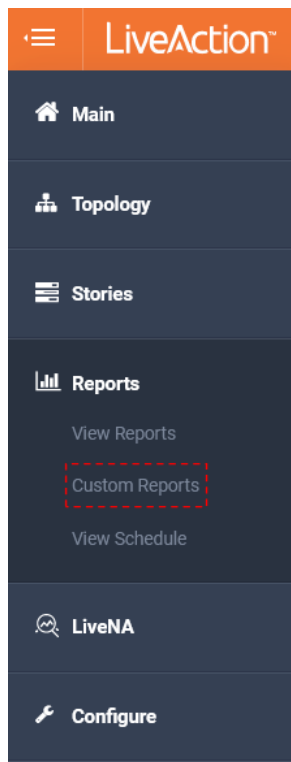 LiveAction™
Main
Topology
Stories
Reports
View Reports
Custom Reports
View Schedule
LiveNA
Configure